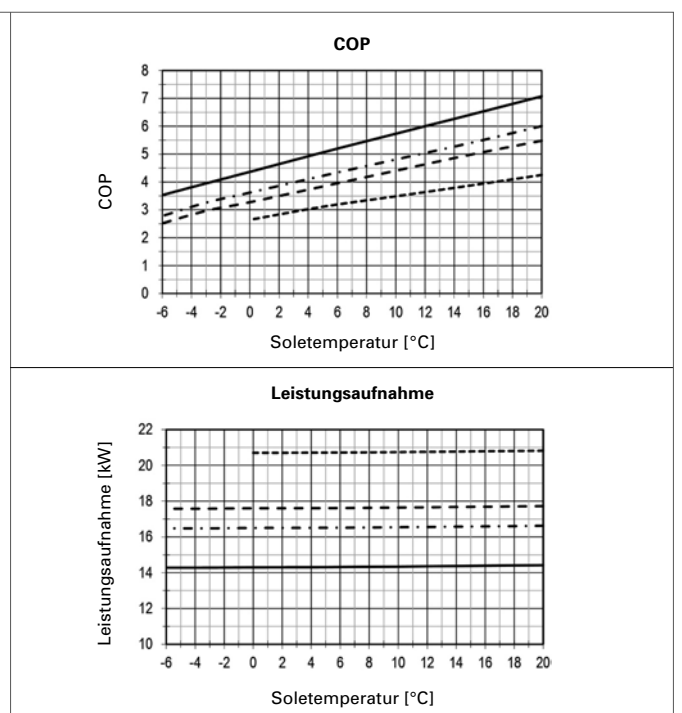 COP
8
7
6
5
4
3
2
1
0
COP
-6 -4 -2 0 2 4 6 8 10 12 14 16 18 20
Soletemperatur [°C]
Leistungsaufnahme
22
20
18
16
14
12
10
Leistungsaufnahme [kW]
-6 -4 -2 0 2 4 6 8 10 12 14 16 18 20
Soletemperatur [°C]